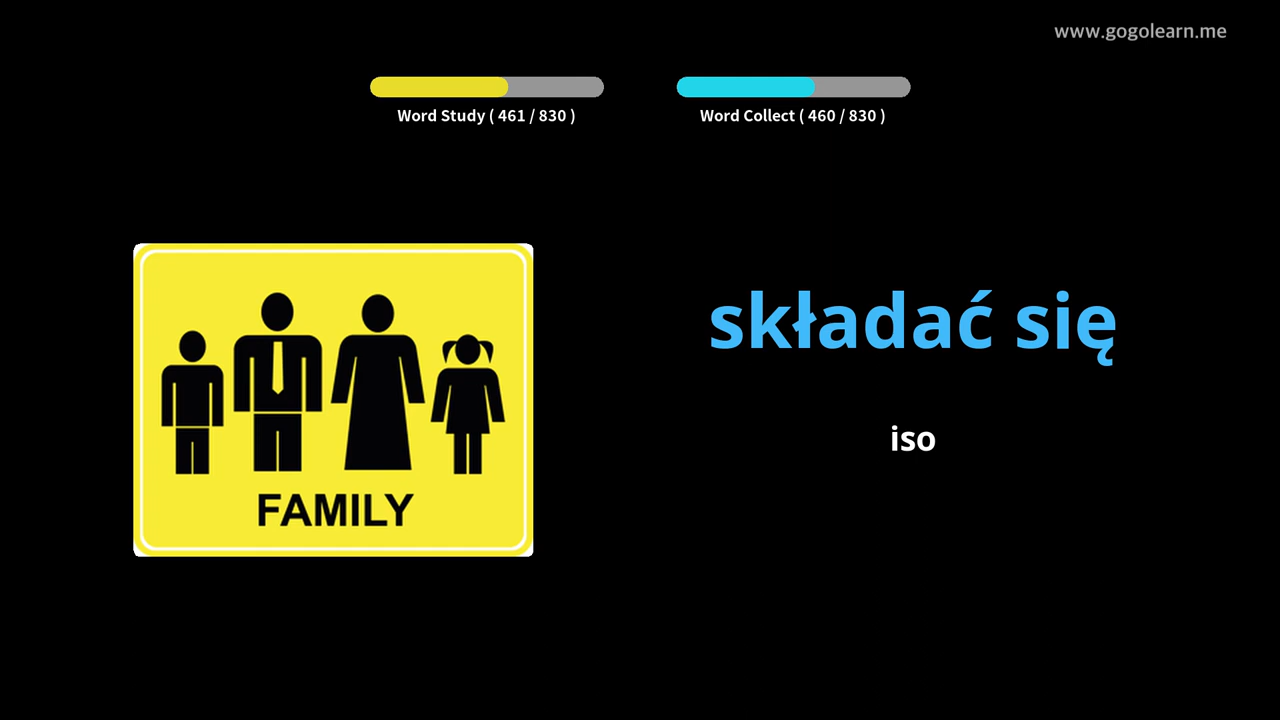 www.gogolearn.me
Word Study ( 461 / 830 )
Word Collect ( 460 / 830 )
składać się
iso
FAMILY